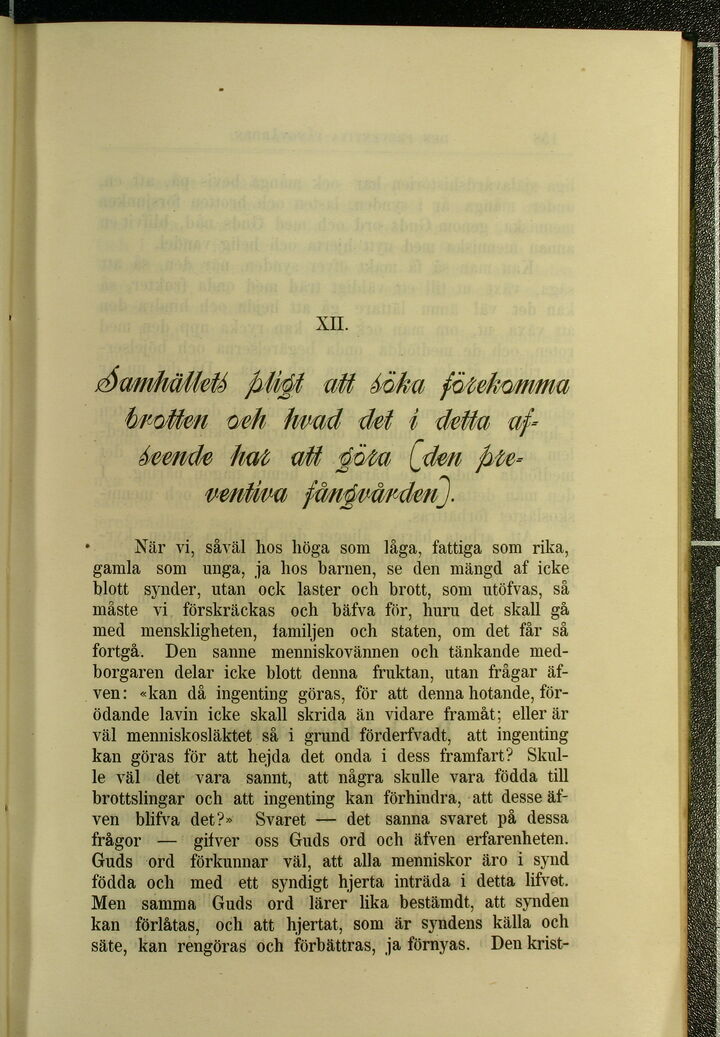 XII.
Samhällets pligt att söka förekomma
brotten och hvad det i detta af-
seende har att göra (den pre-
ventiva fångvården).
När vi, såväl hos höga som låga, fattiga som rika,
gamla som unga, ja hos barnen, se den mängd af icke
blott synder, utan ock laster och brott, som utöfvas, så
måste vi förskräckas och bäfva för, huru det skall gå
med menskligheten, familjen och staten, om det får så
fortgå. Den sanne menniskovännen och tänkande med-
borgaren delar icke blott denna fruktan, utan frågar äf-
ven: «kan då ingenting göras, för att denna hotande, för-
ödande lavin icke skall skrida än vidare framåt; eller är
väl menniskoslägtet så i grund förderfvadt, att ingenting
kan göras för att hejda det onda i dess framfart? Skul-
le väl det vara sannt, att några skulle vara födda till
brottslingar och att ingenting kan förhindra, att desse äf-
ven blifva det?» Svaret — det sanna svaret på dessa
frågor — gifver oss Guds ord och äfven erfarenheten.
Guds ord förkunnar väl, att alla menniskor äro i synd
födda och med ett syndigt hjerta inträda i detta lifvet.
Men samma Guds ord lärer lika bestämdt, att synden
kan förlåtas, och att hjertat, som är syndens källa och
säte, kan rengöras och förbättras, ja förnyas. Den krist-